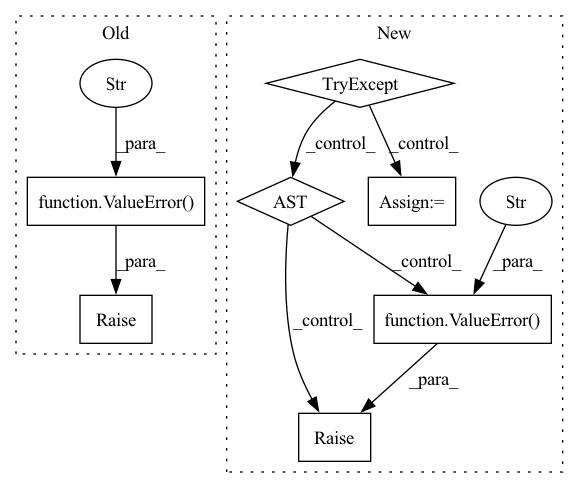 Old
Str
_para_
function.ValueError()
_para_
Raise
New
TryExcept
_control_
_control_
AST
Assign:=
Str
_control_
_para_
_control_
function.ValueError()
_para_
Raise